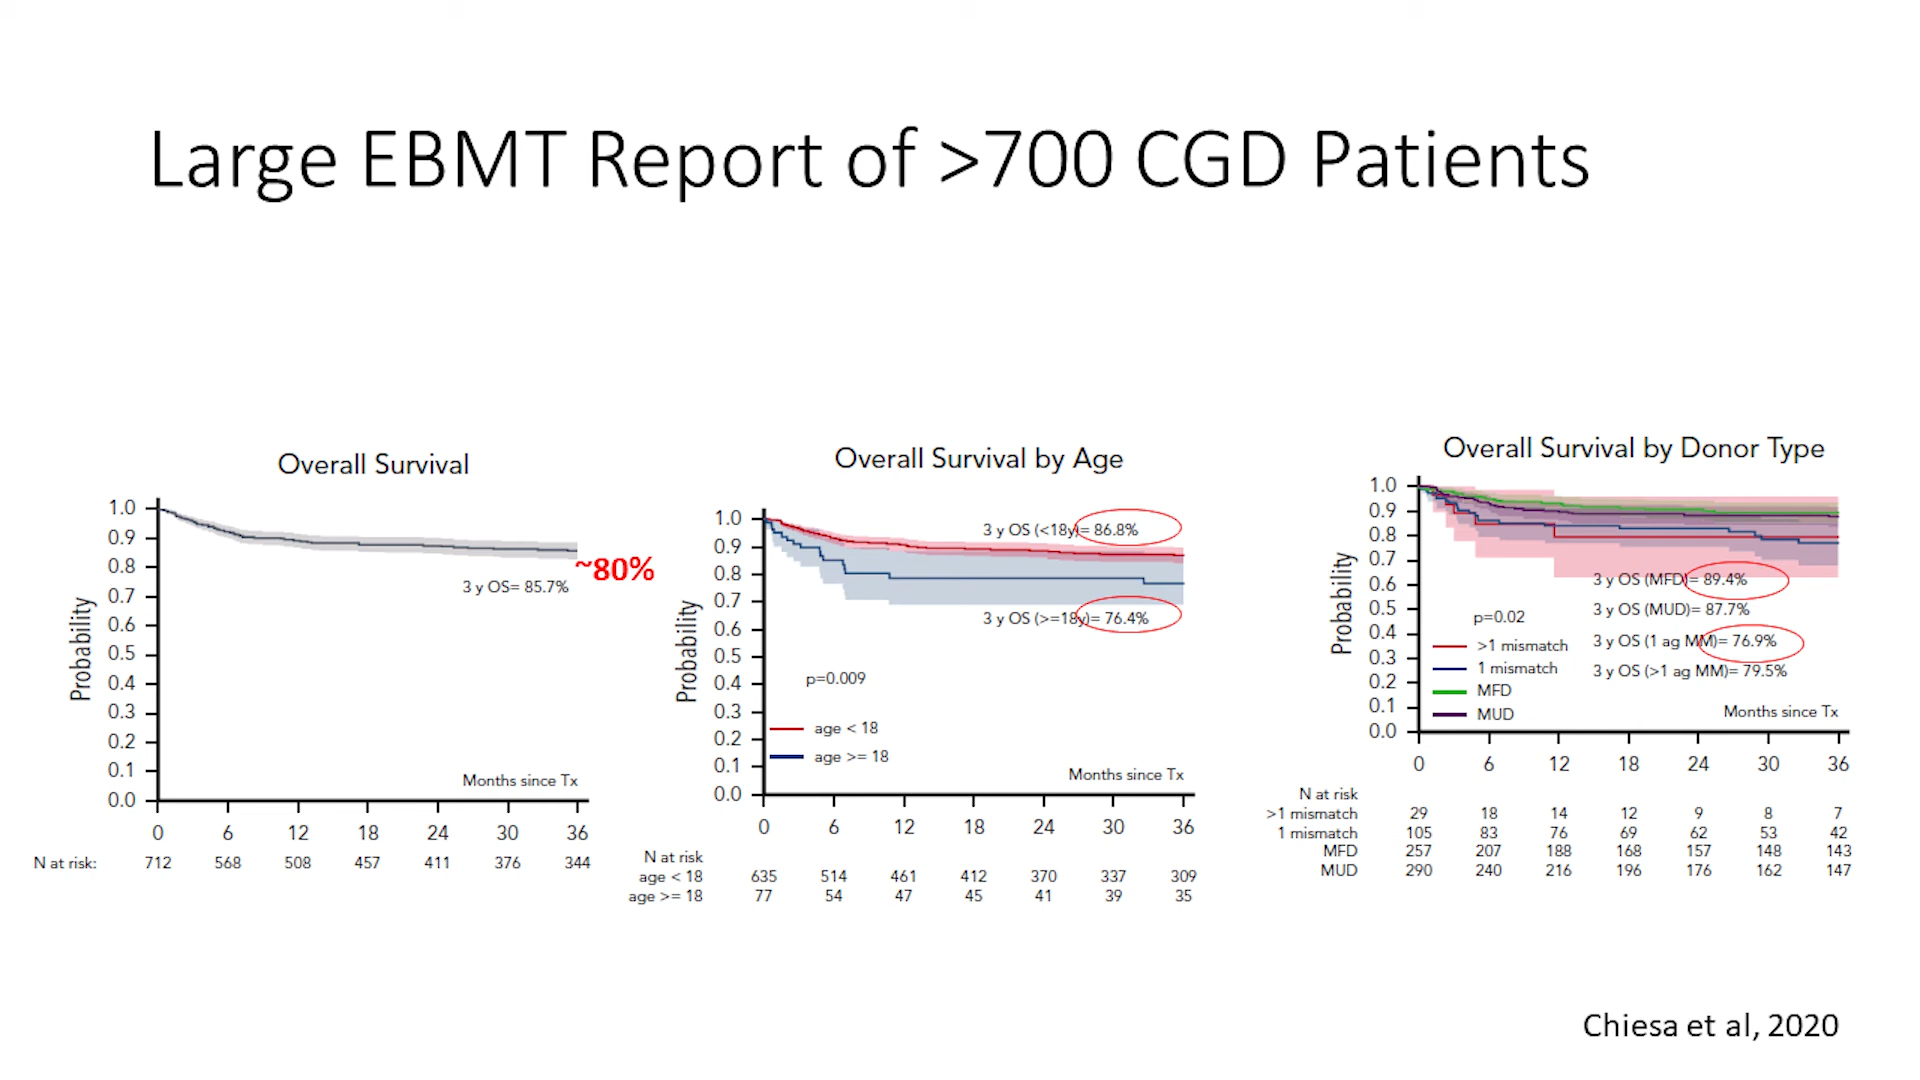 Large EBMT Report of >700 CGD Patients
Overall Survival
1.0
0.9
0.8
0.7
0.6
0.5
0.4
0.3
0.2
0.1
0.0
Probability
~80%
3 y OS= 85.7%
Months since Tx
0 6 12 18 24 30 36
N at risk: 712 568 508 457 411 376 344
Overall Survival by Age
1.0
0.9
0.8
0.7
0.6
0.5
0.4
0.3
0.2
0.1
0.0
Probability
3 y OS (<18y)= 86.8%
3 y OS (>=18y)= 76.4%
p=0.009
age < 18
age >= 18
Months since Tx
0 6 12 18 24 30 36
N at risk
age < 18 635 514 461 412 370 337 309
age >= 18 77 54 47 45 41 39 35
Overall Survival by Donor Type
1.0
0.9
0.8
0.7
0.6
0.5
0.4
0.3
0.2
0.1
0.0
Probability
3 y OS (MFD)= 89.4%
3 y OS (MUD)= 87.7%
3 y OS (1 ag MM)= 76.9%
3 y OS (>1 ag MM)= 79.5%
p=0.02
>1 mismatch
1 mismatch
MFD
MUD
Months since Tx
0 6 12 18 24 30 36
N at risk
>1 mismatch 29 18 14 12 9 8 7
1 mismatch 105 83 76 69 62 53 42
MFD 257 207 188 168 157 148 143
MUD 290 240 216 196 176 162 147
Chiesa et al, 2020